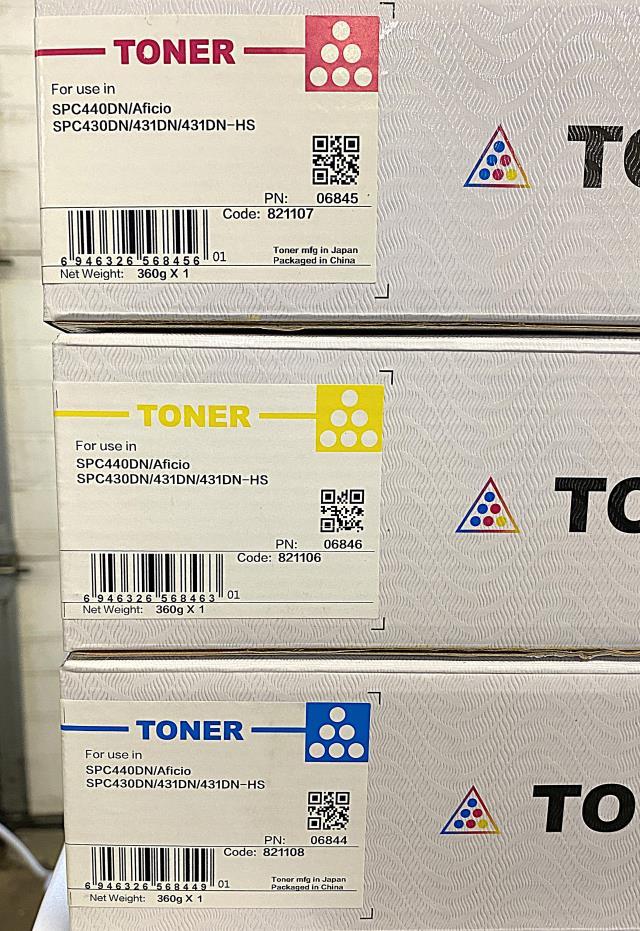 TONER
For use in
SPC440DN/Aficio
SPC430DN/431DN/431DN-HS
PN: 06845
Code: 821107
6 946326 568456 01
Toner mfg in Japan
Packaged in China
Net Weight: 360g X 1
TO
TONER
For use in
SPC440DN/Aficio
SPC430DN/431DN/431DN-HS
PN: 06846
Code: 821106
6 946326 568463 01
Net Weight: 360g X 1
TO
TONER
For use in
SPC440DN/Aficio
SPC430DN/431DN/431DN-HS
PN: 06844
Code: 821108
6 946326 568449 01
Toner mfg in Japan
Packaged in China
Net Weight: 360g X 1
TO